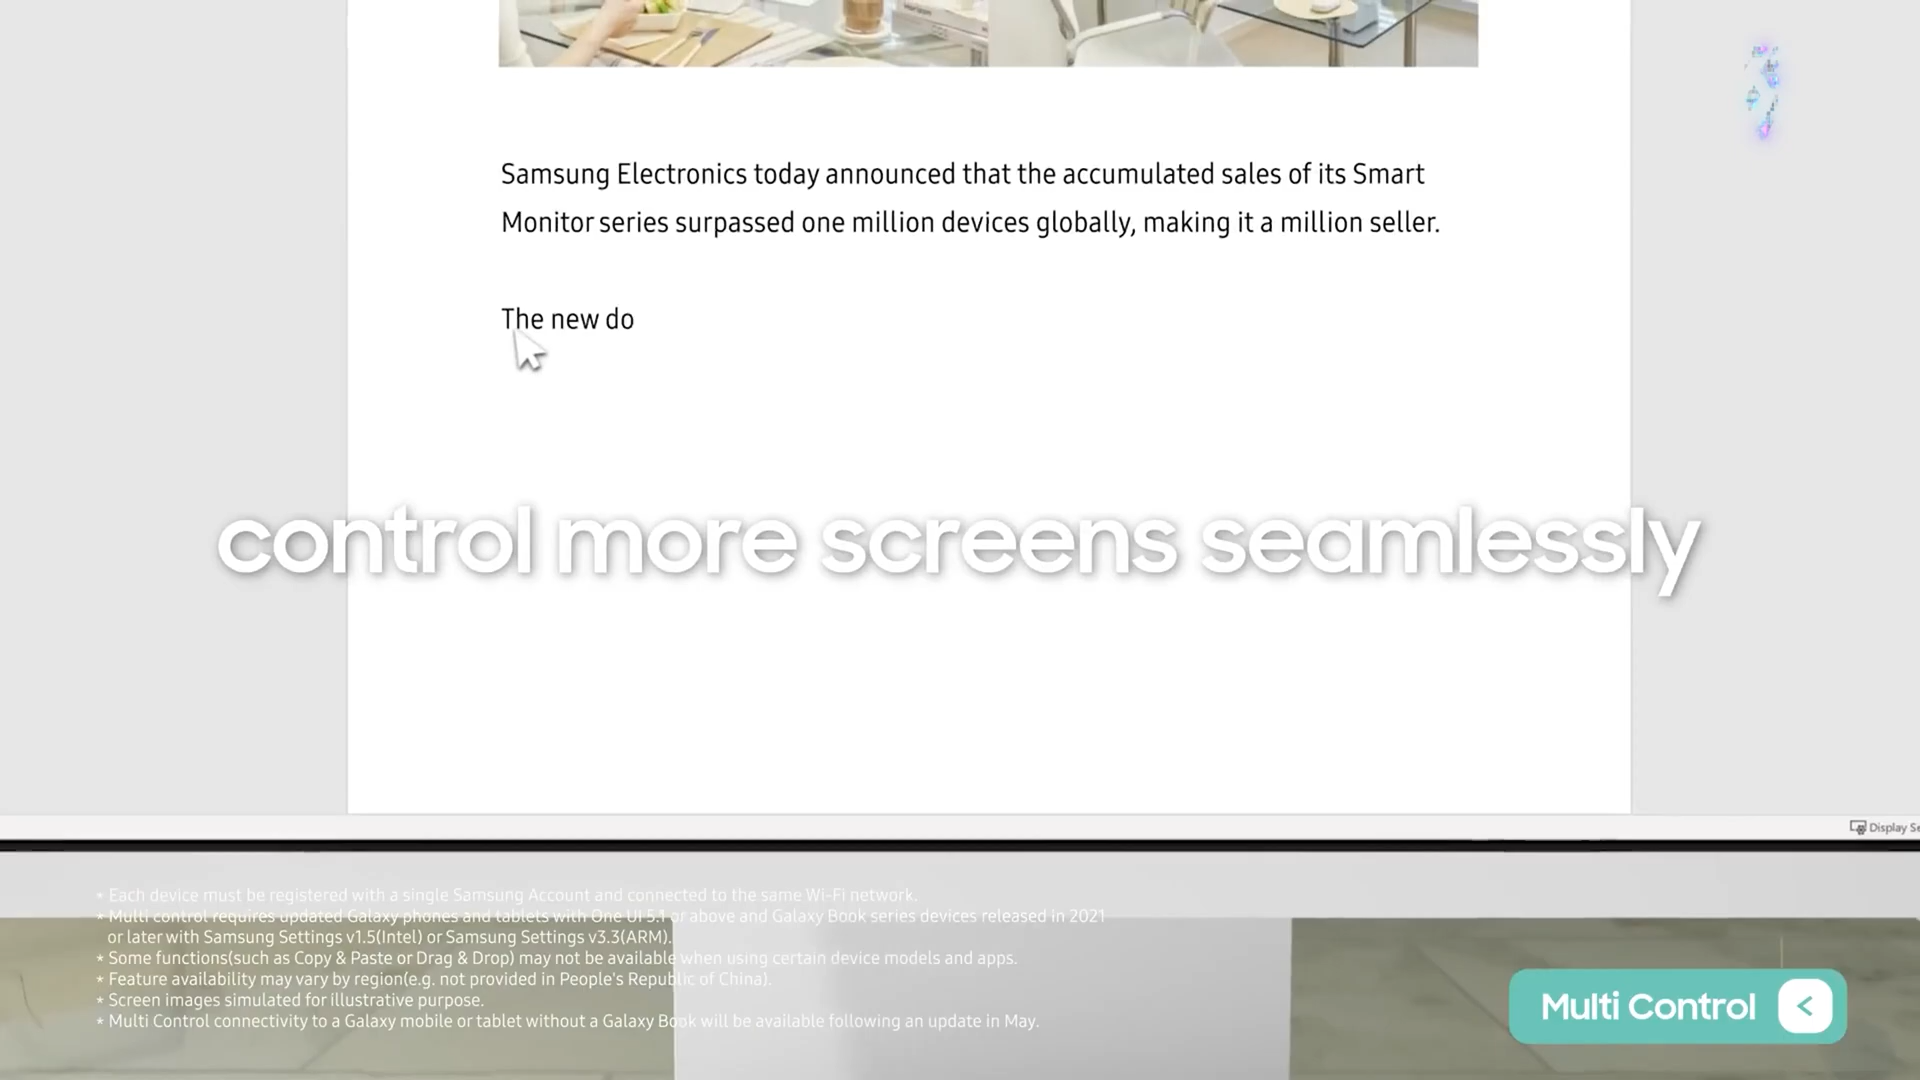 Samsung Electronics today announced that the accumulated sales of its Smart
Monitor series surpassed one million devices globally, making it a million seller.
The new do
control more screens seamlessly
Display Se
* Each device must be registered with a single Samsung Account and connected to the same Wi-Fi network.
* Multi control requires updated Galaxy phones and tablets with One UI 5.1 or above and Galaxy Book series devices released in 2021
or later with Samsung Settings v1.5(Intel) or Samsung Settings v3.3(ARM).
* Some functions(such as Copy & Paste or Drag & Drop) may not be available when using certain device models and apps.
* Feature availability may vary by region(e.g. not provided in People's Republic of China).
* Screen images simulated for illustrative purpose.
* Multi Control connectivity to a Galaxy mobile or tablet without a Galaxy Book will be available following an update in May.
Multi Control <